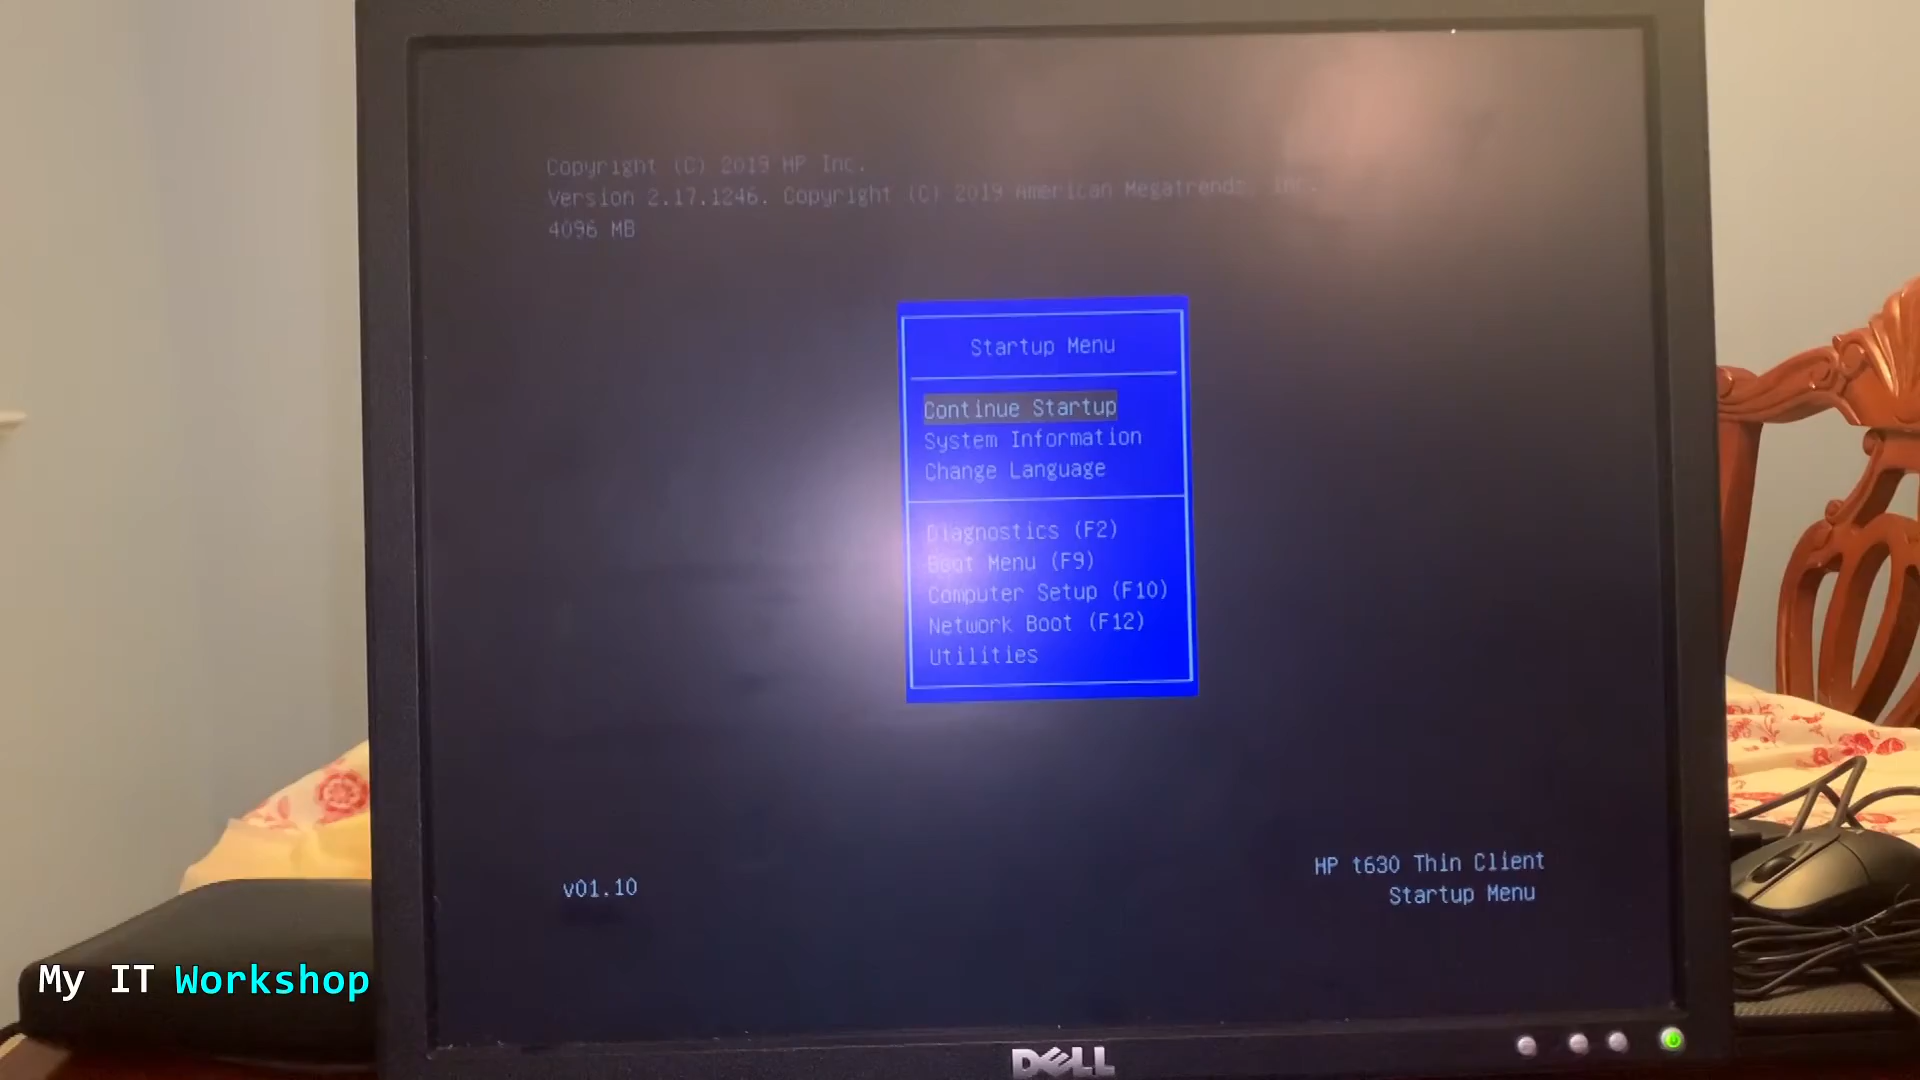 Copyright (C) 2019 HP Inc.
Version 2.17.1246. Copyright (C) 2019 American Megatrends, Inc.
4096 MB
Startup Menu
Continue Startup
System Information
Change Language
Diagnostics (F2)
Boot Menu (F9)
Computer Setup (F10)
Network Boot (F12)
Utilities
HP t630 Thin Client
v01.10
Startup Menu
My IT Workshop
DELL